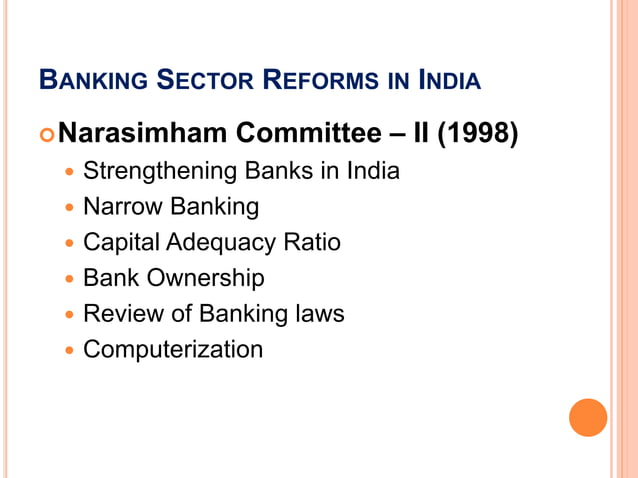 BANKING SECTOR REFORMS IN INDIA
Narasimham Committee – II (1998)
Strengthening Banks in India
Narrow Banking
Capital Adequacy Ratio
Bank Ownership
Review of Banking laws
Computerization